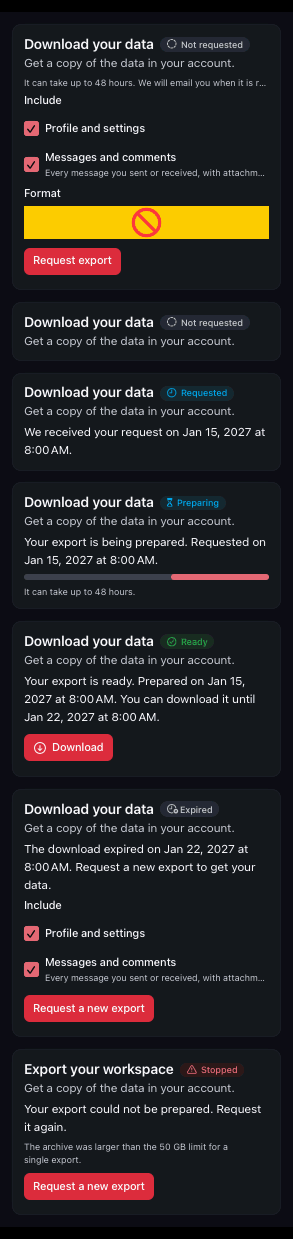 Download your data Not requested
Get a copy of the data in your account.
It can take up to 48 hours. We will email you when it is r...
Include
Profile and settings
Messages and comments
Every message you sent or received, with attachm...
Format
Request export
Download your data Not requested
Get a copy of the data in your account.
Download your data Requested
Get a copy of the data in your account.
We received your request on Jan 15, 2027 at
8:00 AM.
Download your data Preparing
Get a copy of the data in your account.
Your export is being prepared. Requested on
Jan 15, 2027 at 8:00 AM.
It can take up to 48 hours.
Download your data Ready
Get a copy of the data in your account.
Your export is ready. Prepared on Jan 15,
2027 at 8:00 AM. You can download it until
Jan 22, 2027 at 8:00 AM.
Download
Download your data Expired
Get a copy of the data in your account.
The download expired on Jan 22, 2027 at
8:00 AM. Request a new export to get your
data.
Include
Profile and settings
Messages and comments
Every message you sent or received, with attachm...
Request a new export
Export your workspace Stopped
Get a copy of the data in your account.
Your export could not be prepared. Request
it again.
The archive was larger than the 50 GB limit for a
single export.
Request a new export